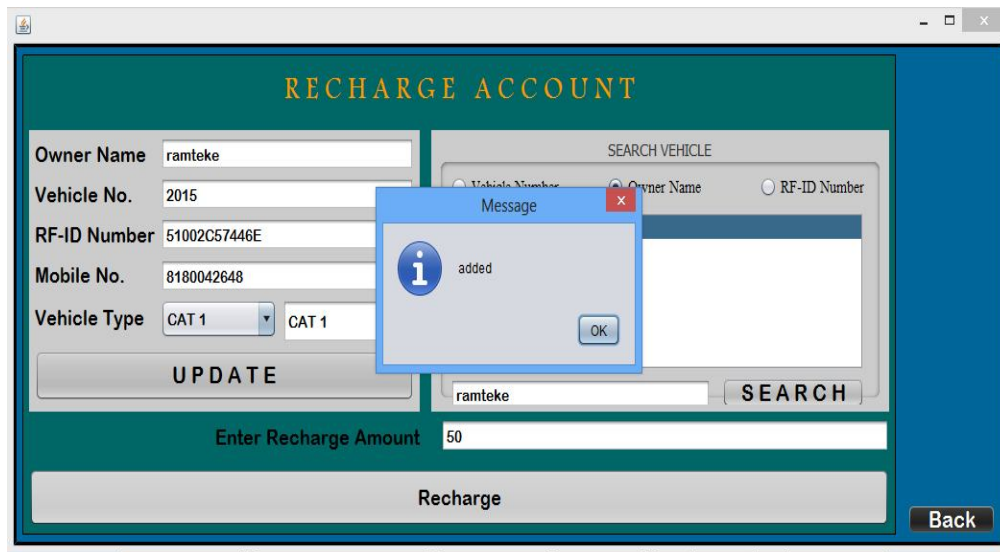 RECHARGE ACCOUNT
Owner Name ramteke
Vehicle No. 2015
RF-ID Number 51002C57446E
Mobile No. 8180042648
Vehicle Type CAT 1 CAT 1
UPDATE
SEARCH VEHICLE
Vehicle Number Owner Name RF-ID Number
Message x
added
OK
ramteke SEARCH
Enter Recharge Amount 50
Recharge
Back